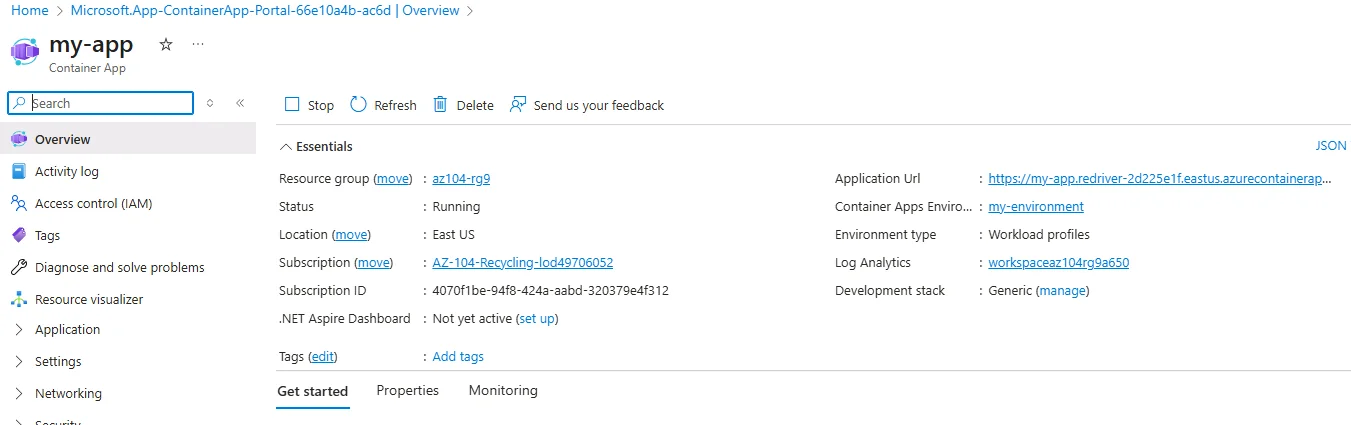 Home > Microsoft.App-ContainerApp-Portal-66e10a4b-ac6d | Overview >
my-app
Container App
Search
Stop Refresh Delete Send us your feedback
Overview
Activity log
Access control (IAM)
Tags
Diagnose and solve problems
Resource visualizer
Application
Settings
Networking
Security
Essentials
JSON
Resource group (move) : az104-rg9
Status : Running
Location (move) : East US
Subscription (move) : AZ-104-Recycling-lod49706052
Subscription ID : 4070f1be-94f8-424a-aabd-320379e4f312
.NET Aspire Dashboard : Not yet active (set up)
Tags (edit) : Add tags
Application Url : https://my-app.redriver-2d225e1f.eastus.azurecontainerap...
Container Apps Enviro... : my-environment
Environment type : Workload profiles
Log Analytics : workspaceaz104rg9a650
Development stack : Generic (manage)
Get started Properties Monitoring